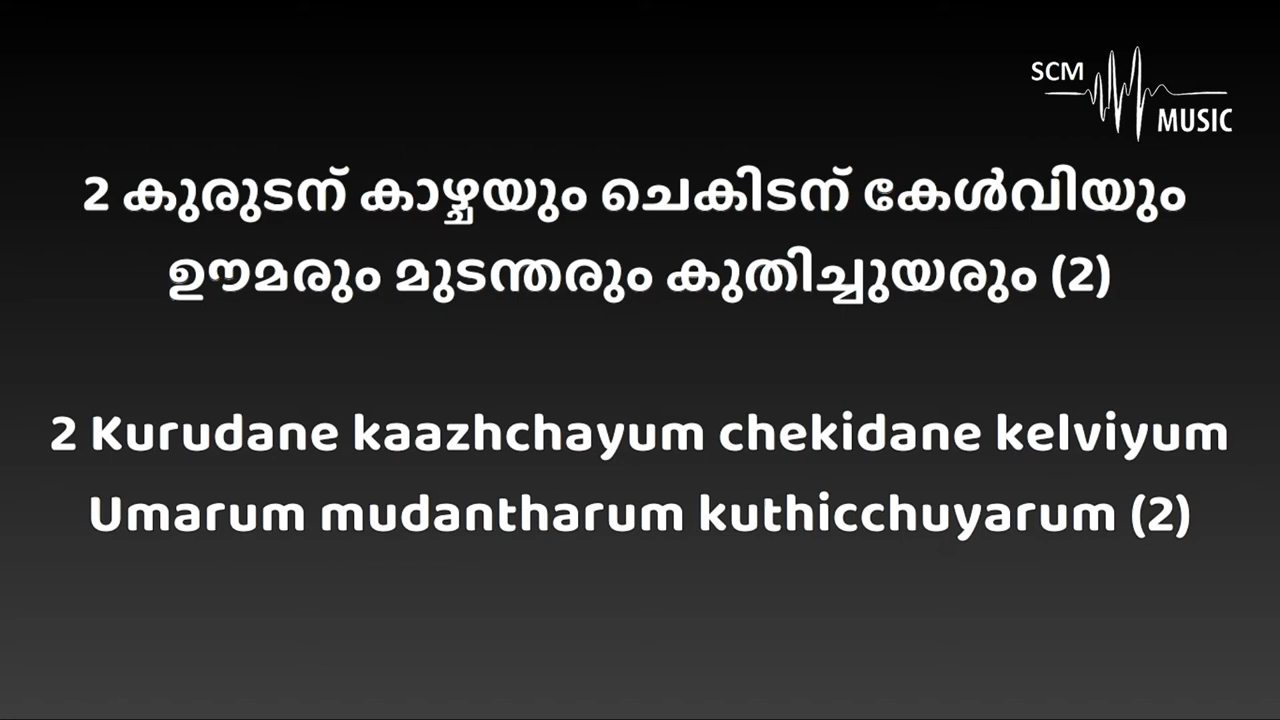 SCM
MUSIC
2 കുരുടന് കാഴ്ചയും ചെകിടന് കേൾവിയും
ഊമരും മുടന്തരും കുതിച്ചുയരും (2)
2 Kurudane kaazhchayum chekidane kelviyum
Umarum mudantharum kuthicchuyarum (2)